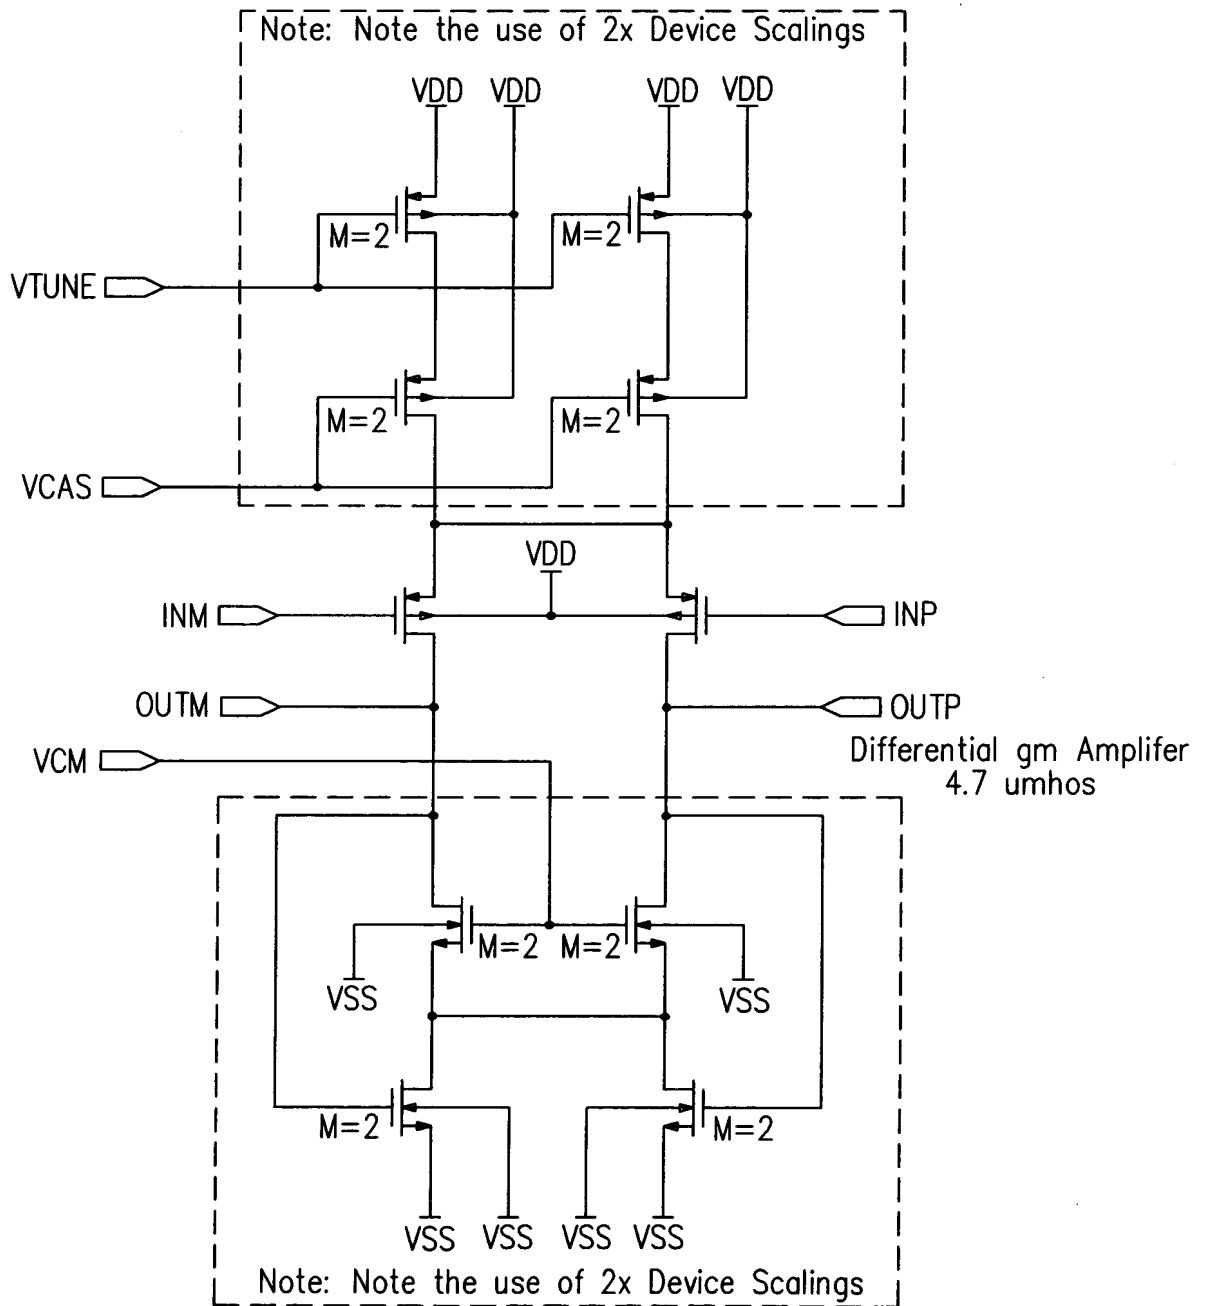 Note: Note the use of 2x Device Scalings
VDD VDD VDD VDD
M=2 M=2
VTUNE
M=2 M=2
VCAS
VDD
INM INP
OUTM OUTP
VCM
Differential gm Amplifer
4.7 umhos
M=2 M=2
VSS VSS
M=2 M=2
VSS VSS VSS VSS
Note: Note the use of 2x Device Scalings